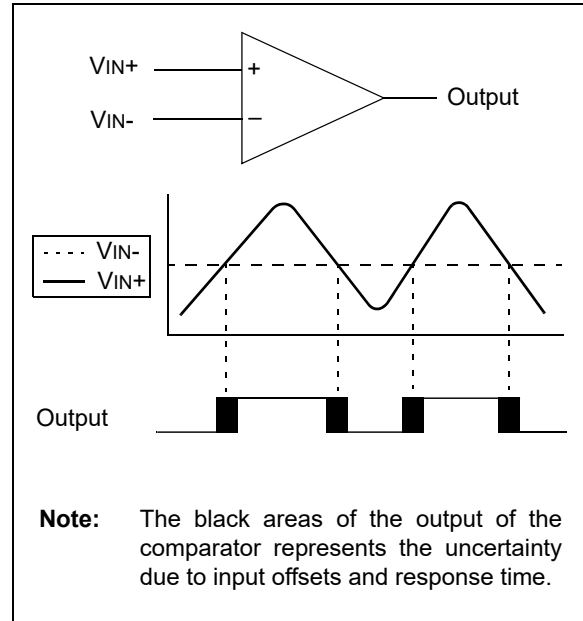 VIN+
+
Output
VIN-
−
VIN-
VIN+
Output
Note: The black areas of the output of the
comparator represents the uncertainty
due to input offsets and response time.